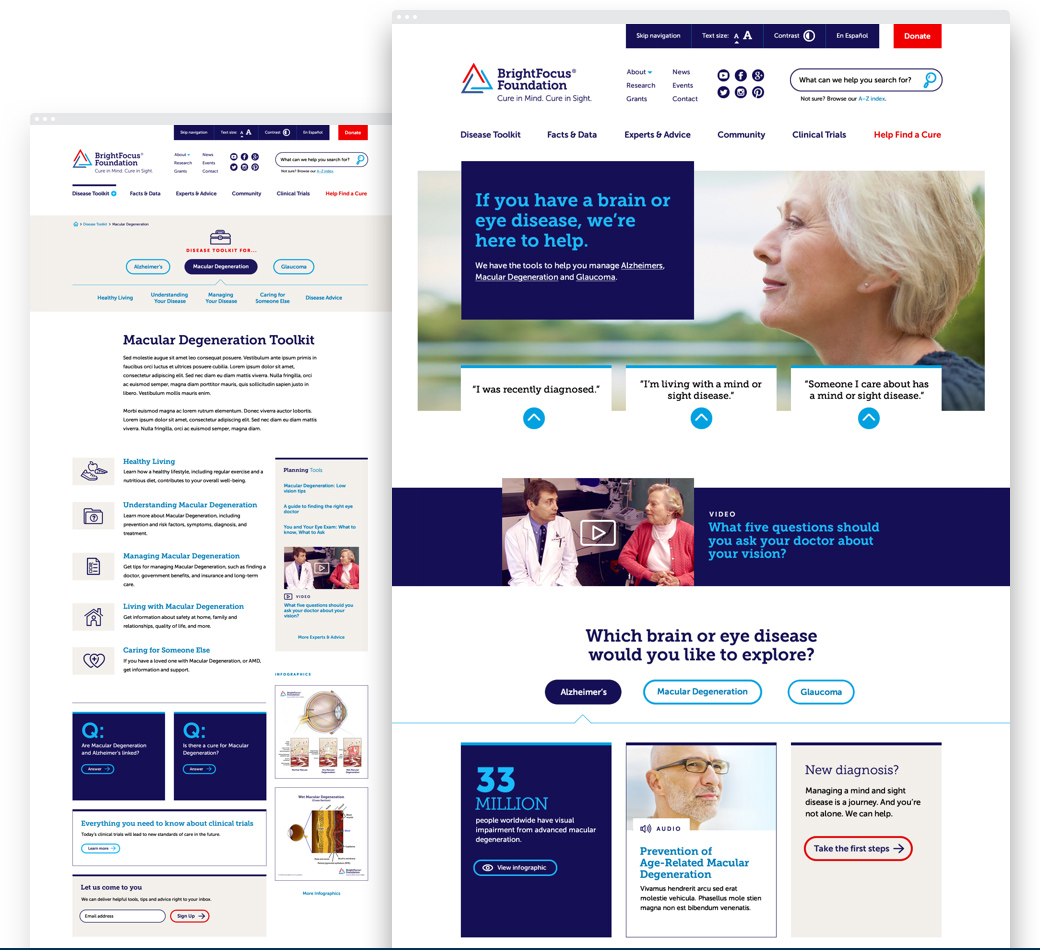 Skip navigation
Text size: A A
Contrast
En Español
Donate
BrightFocus®
Foundation
Cure in Mind. Cure in Sight.
About
Research
Grants
News
Events
Contact
What can we help you search for?
Not sure? Browse our A–Z index.
Disease Toolkit
Facts & Data
Experts & Advice
Community
Clinical Trials
Help Find a Cure
Disease Toolkit > Macular Degeneration
DISEASE TOOLKIT FOR...
Alzheimer's
Macular Degeneration
Glaucoma
Healthy Living
Understanding
Your Disease
Managing
Your Disease
Caring for
Someone Else
Disease Advice
Macular Degeneration Toolkit
Sed molestie augue sit amet leo consequat posuere. Vestibulum ante ipsum primis in
faucibus orci luctus et ultrices posuere cubilia. Lorem ipsum dolor sit amet,
consectetur adipiscing elit. Sed nec diam eu diam mattis viverra. Nulla fringilla, orci
ac euismod semper, magna diam porttitor mauris, quis sollicitudin sapien justo in
libero. Vestibulum mollis mauris enim.
Morbi euismod magna ac lorem rutrum elementum. Donec viverra auctor lobortis.
Lorem ipsum dolor sit amet, consectetur adipiscing elit. Sed nec diam eu diam mattis
viverra. Nulla fringilla, orci ac euismod semper, magna diam.
Healthy Living
Learn how a healthy lifestyle, including regular exercise and a
nutritious diet, contributes to your overall well-being.
Understanding Macular Degeneration
Learn more about Macular Degeneration, including
prevention and risk factors, symptoms, diagnosis, and
treatment.
Managing Macular Degeneration
Get tips for managing Macular Degeneration, such as finding a
doctor, government benefits, and insurance and long-term
care.
Living with Macular Degeneration
Get information about safety at home, family and
relationships, quality of life, and more.
Caring for Someone Else
If you have a loved one with Macular Degeneration, or AMD,
get information and support.
Planning Tools
Macular Degeneration: Low
vision tips
A guide to finding the right eye
doctor
You and Your Eye Exam: What to
know, What to Ask
VIDEO
What five questions should you
ask your doctor about your
vision?
More Experts & Advice
INFOGRAPHICS
BrightFocus
Wet Macular Degeneration
BrightFocus
More Infographics
Q:
Are Macular Degeneration
and Alzheimer's linked?
Answer
Q:
Is there a cure for Macular
Degeneration?
Answer
Everything you need to know about clinical trials
Today's clinical trials will lead to new standards of care in the future.
Learn more
Let us come to you
We can deliver helpful tools, tips and advice right to your inbox.
Email address
Sign Up
Skip navigation
Text size: A A
Contrast
En Español
Donate
BrightFocus®
Foundation
Cure in Mind. Cure in Sight.
About
Research
Grants
News
Events
Contact
What can we help you search for?
Not sure? Browse our A–Z index.
Disease Toolkit
Facts & Data
Experts & Advice
Community
Clinical Trials
Help Find a Cure
If you have a brain or
eye disease, we're
here to help.
We have the tools to help you manage Alzheimers,
Macular Degeneration and Glaucoma.
"I was recently diagnosed."
"I'm living with a mind or
sight disease."
"Someone I care about has
a mind or sight disease."
VIDEO
What five questions should
you ask your doctor about
your vision?
Which brain or eye disease
would you like to explore?
Alzheimer's
Macular Degeneration
Glaucoma
33
MILLION
people worldwide have visual
impairment from advanced macular
degeneration.
View infographic
AUDIO
Prevention of
Age-Related Macular
Degeneration
Vivamus hendrerit arcu sed erat
molestie vehicula. Phasellus mole stien
magna non est bibendum venenatis.
New diagnosis?
Managing a mind and sight
disease is a journey. And you're
not alone. We can help.
Take the first steps